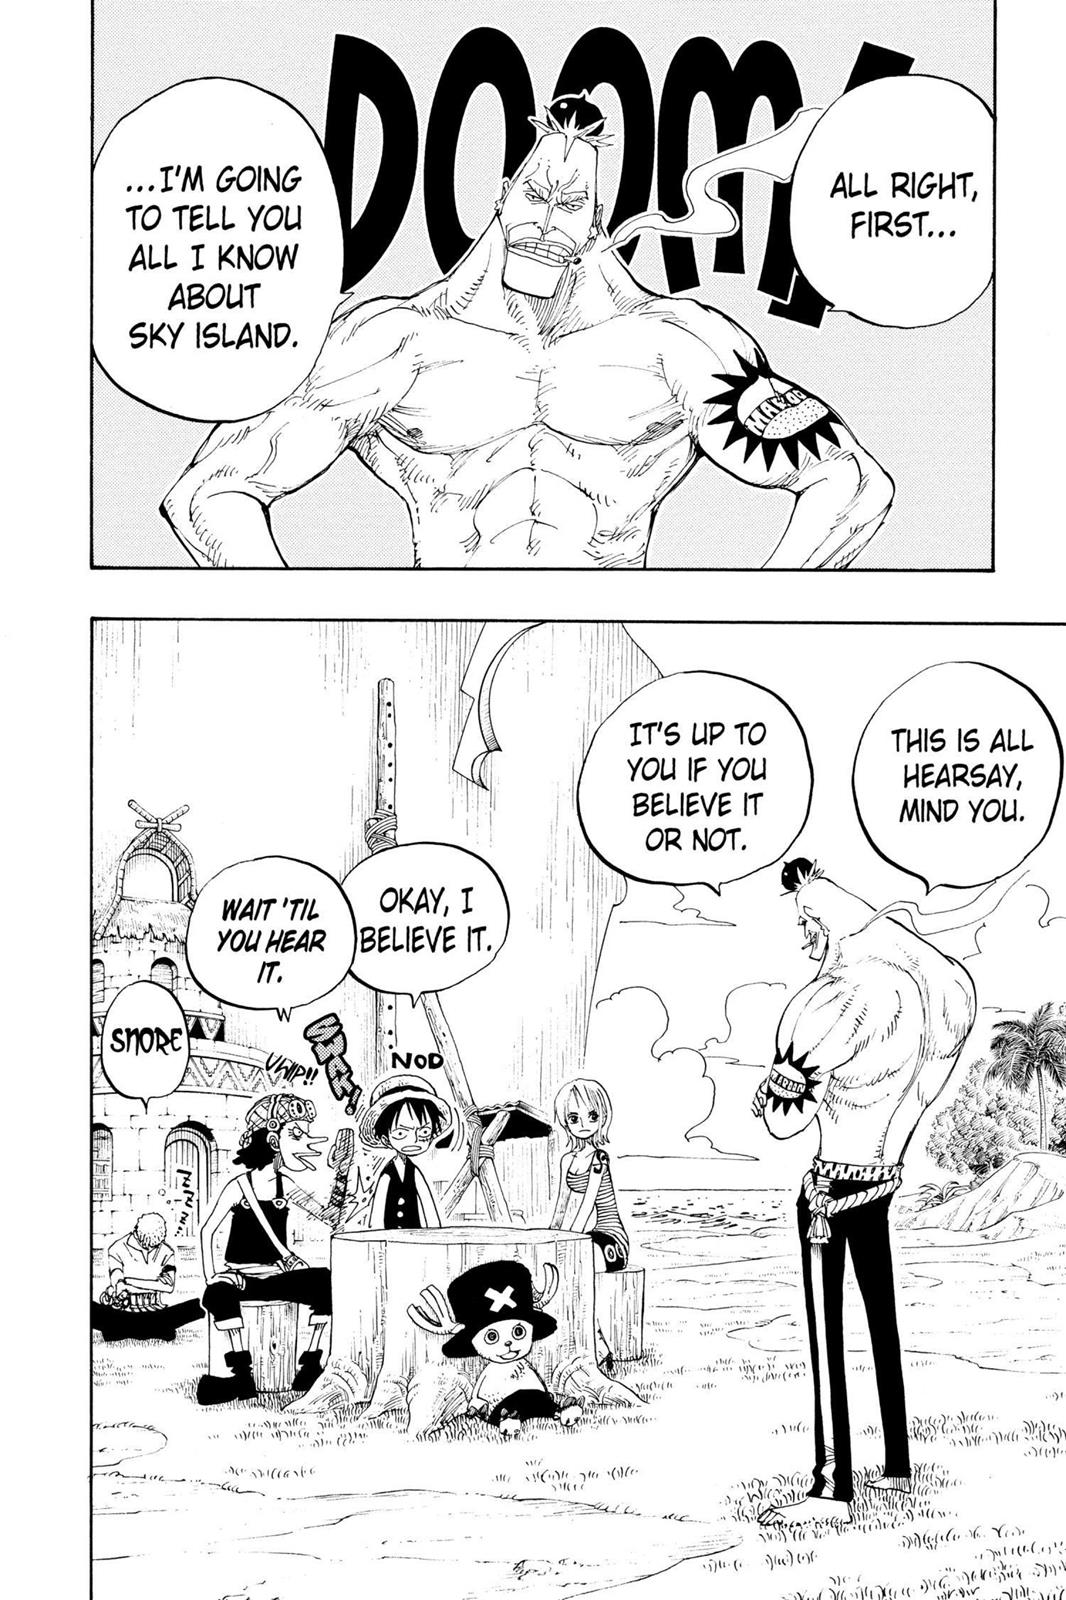 DOOM!
ALL RIGHT,
FIRST...
...I'M GOING
TO TELL YOU
ALL I KNOW
ABOUT
SKY ISLAND.
THIS IS ALL
HEARSAY,
MIND YOU.
IT'S UP TO
YOU IF YOU
BELIEVE IT
OR NOT.
OKAY, I
BELIEVE IT.
NOD
WAIT 'TIL
YOU HEAR
IT.
WHIP!!
SNORE